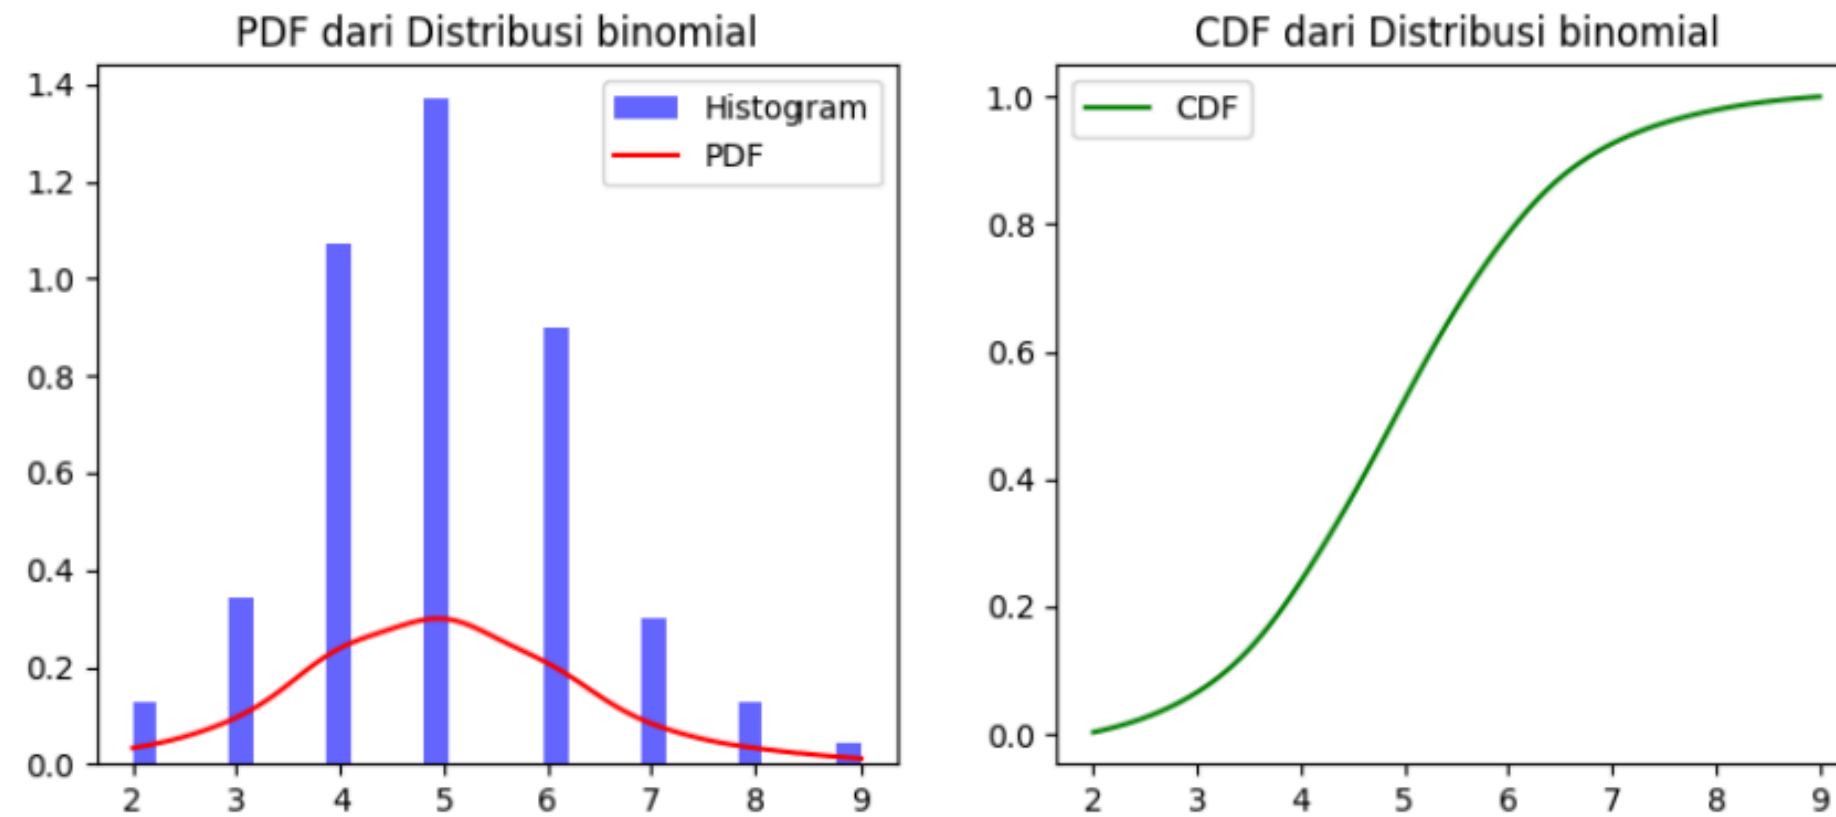 PDF dari Distribusi binomial
1.4
1.2
1.0
0.8
0.6
0.4
0.2
0.0
2 3 4 5 6 7 8 9
Histogram
PDF
CDF dari Distribusi binomial
1.0
0.8
0.6
0.4
0.2
0.0
2 3 4 5 6 7 8 9
CDF